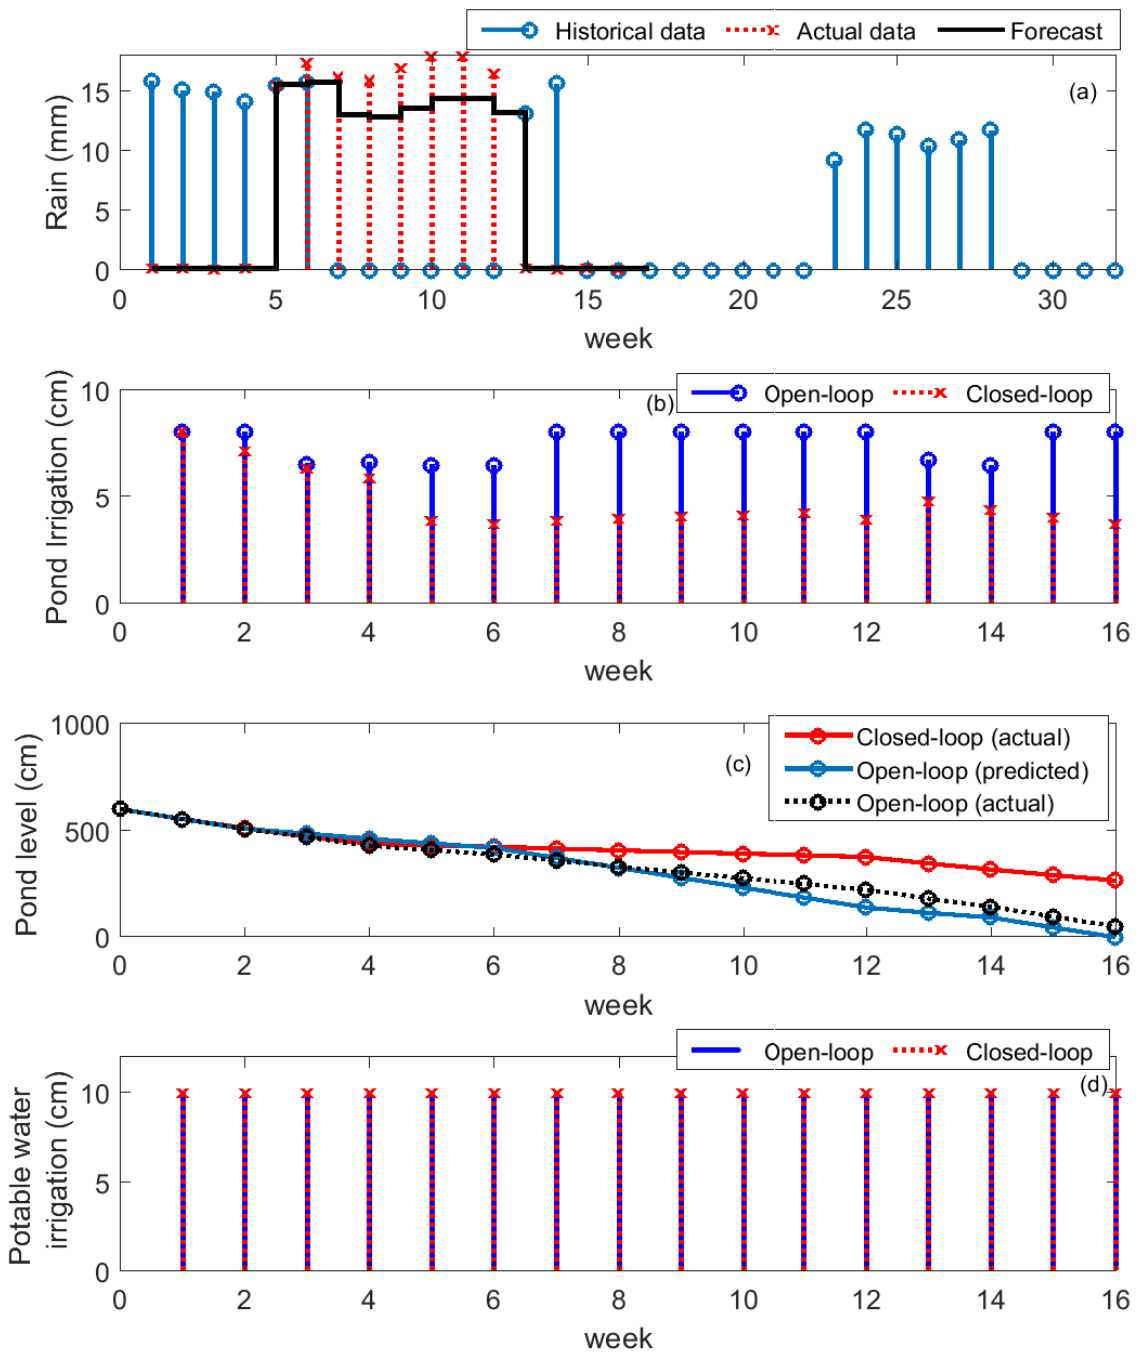 Historical data Actual data Forecast
(a)
Rain (mm)
15
10
5
0
0 5 10 15 20 25 30
week
Open-loop Closed-loop
(b)
Pond Irrigation (cm)
10
5
0
0 2 4 6 8 10 12 14 16
week
Closed-loop (actual)
Open-loop (predicted)
Open-loop (actual)
(c)
Pond level (cm)
1000
500
0
0 2 4 6 8 10 12 14 16
week
Open-loop Closed-loop
(d)
Potable water
irrigation (cm)
10
5
0
0 2 4 6 8 10 12 14 16
week